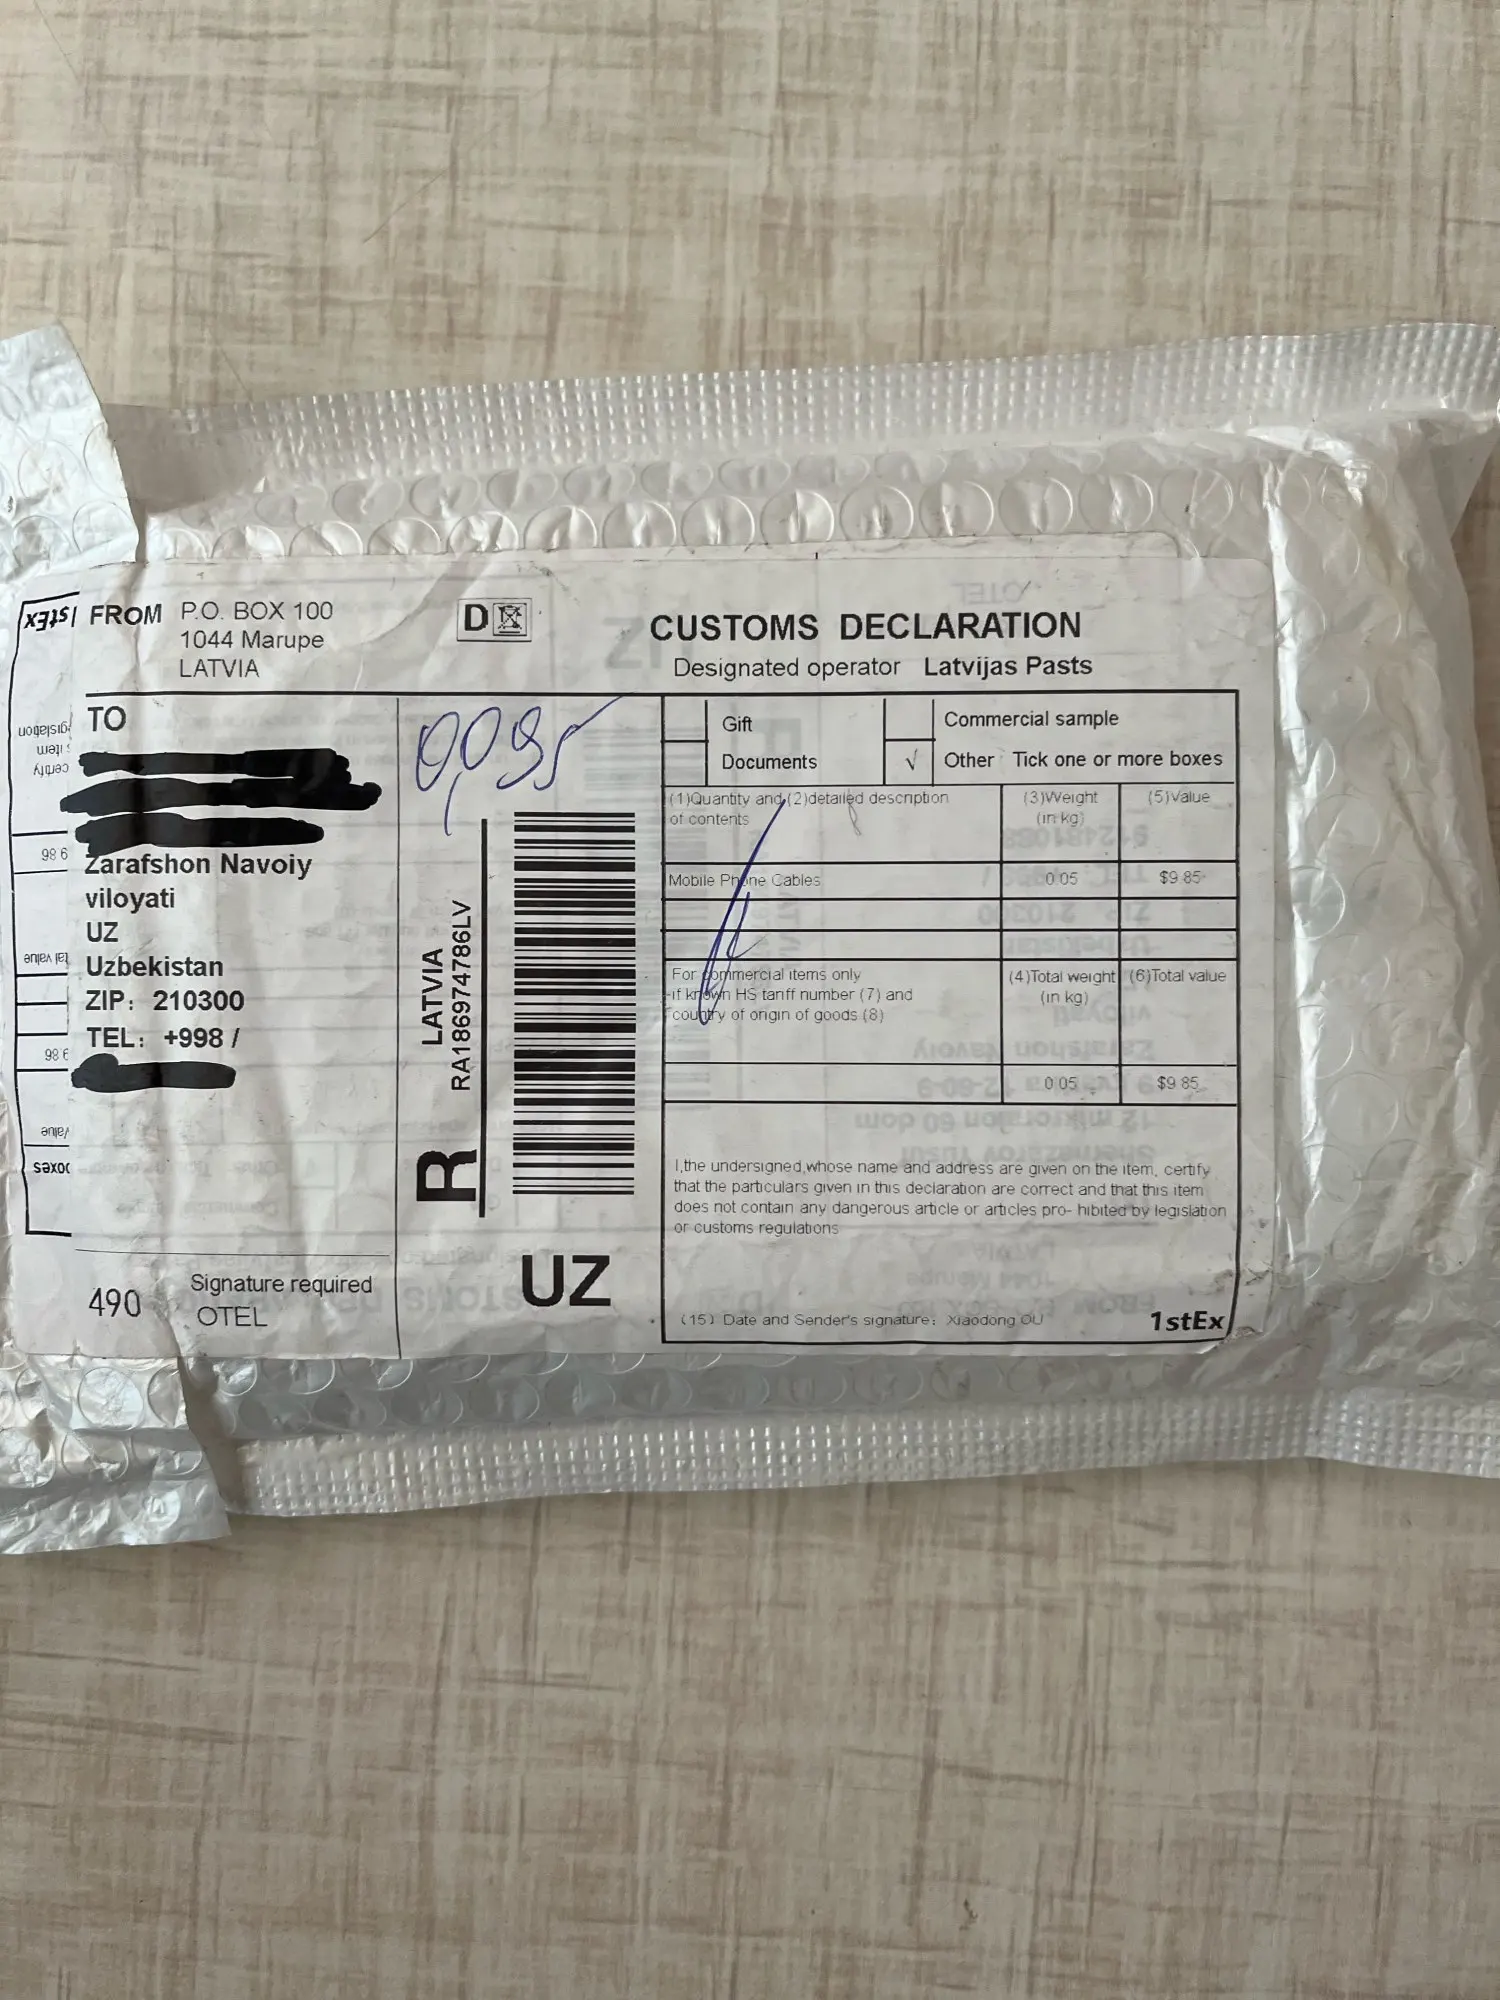 FROM P.O. BOX 100
1044 Marupe
LATVIA
D
CUSTOMS DECLARATION
Designated operator Latvijas Pasts
TO
Zarafshon Navoiy
viloyati
UZ
Uzbekistan
ZIP: 210300
TEL: +998 /
490
Signature required
OTEL
0,095
LATVIA
RA186974786LV
R
UZ
Gift
Commercial sample
Documents
√ Other Tick one or more boxes
(1)Quantity and (2)detailed description
of contents
(3)Weight
(in kg)
(5)Value
Mobile Phone Cables 0.05 $9.85
For commercial items only
if known HS tariff number (7) and
country of origin of goods (8)
(4)Total weight
(in kg)
(6)Total value
0.05 $9.85
I,the undersigned,whose name and address are given on the item, certify
that the particulars given in this declaration are correct and that this item
does not contain any dangerous article or articles pro- hibited by legislation
or customs regulations
(15) Date and Sender's signature: Xiaodong OU
1stEx